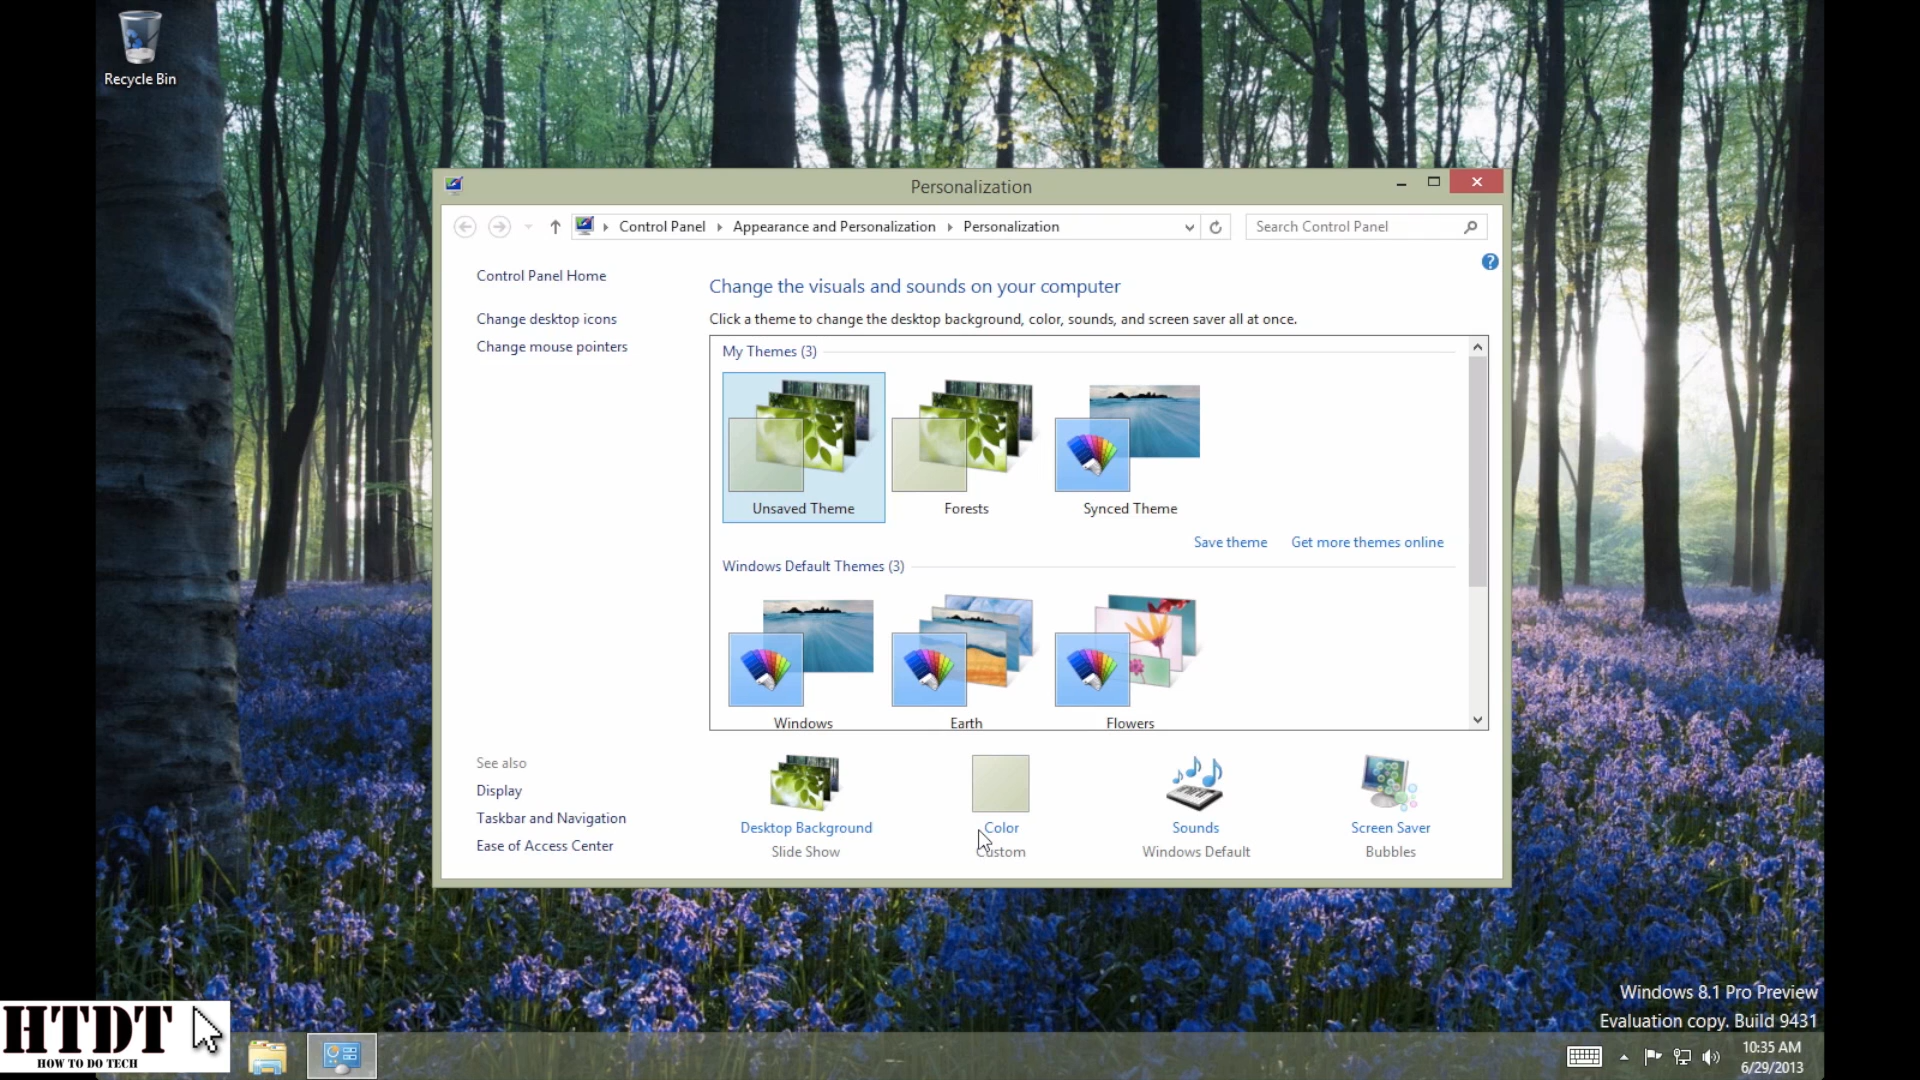 Recycle Bin
Personalization
Control Panel
Appearance and Personalization
Personalization
Search Control Panel
Control Panel Home
Change desktop icons
Change mouse pointers
Change the visuals and sounds on your computer
Click a theme to change the desktop background, color, sounds, and screen saver all at once.
My Themes (3)
Unsaved Theme
Forests
Synced Theme
Save theme
Get more themes online
Windows Default Themes (3)
Windows
Earth
Flowers
See also
Display
Taskbar and Navigation
Ease of Access Center
Desktop Background
Slide Show
Color
Custom
Sounds
Windows Default
Screen Saver
Bubbles
Windows 8.1 Pro Preview
Evaluation copy. Build 9431
HTDT
HOW TO DO TECH
10:35 AM
6/29/2013